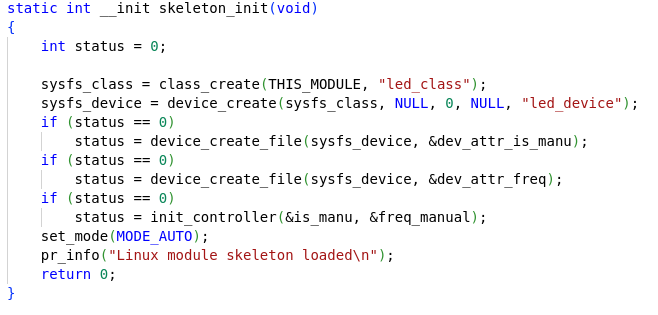 static int __init skeleton_init(void)
{
    int status = 0;

    sysfs_class = class_create(THIS_MODULE, "led_class");
    sysfs_device = device_create(sysfs_class, NULL, 0, NULL, "led_device");
    if (status == 0)
        status = device_create_file(sysfs_device, &dev_attr_is_manu);
    if (status == 0)
        status = device_create_file(sysfs_device, &dev_attr_freq);
    if (status == 0)
        status = init_controller(&is_manu, &freq_manual);
    set_mode(MODE_AUTO);
    pr_info("Linux module skeleton loaded\n");
    return 0;
}